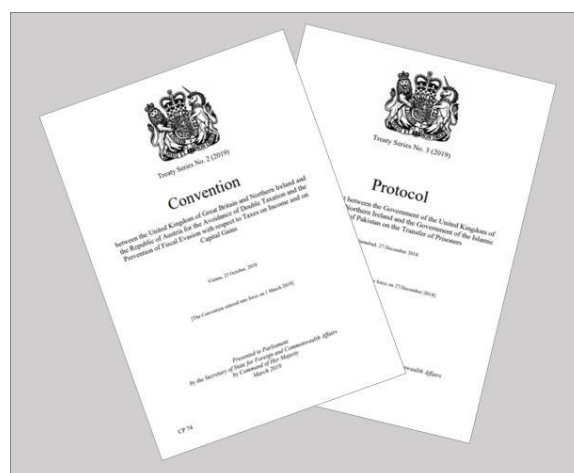 Treaty Series No. 2 (2019)
Convention
between the United Kingdom of Great Britain and Northern Ireland and
the Republic of Austria for the Avoidance of Double Taxation and the
Prevention of Fiscal Evasion with respect to Taxes on Income and on
Capital Gains
Vienna, 23 October, 2018
[The Convention entered into force on 1 March 2019]
Presented to Parliament
by the Secretary of State for Foreign and Commonwealth Affairs
by Command of Her Majesty
March 2019
CP 74
Treaty Series No. 3 (2019)
Protocol
between the Government of the United Kingdom of
Northern Ireland and the Government of the Islamic
of Pakistan on the Transfer of Prisoners
27 December 2018
force on 27 December 2018]
Affairs